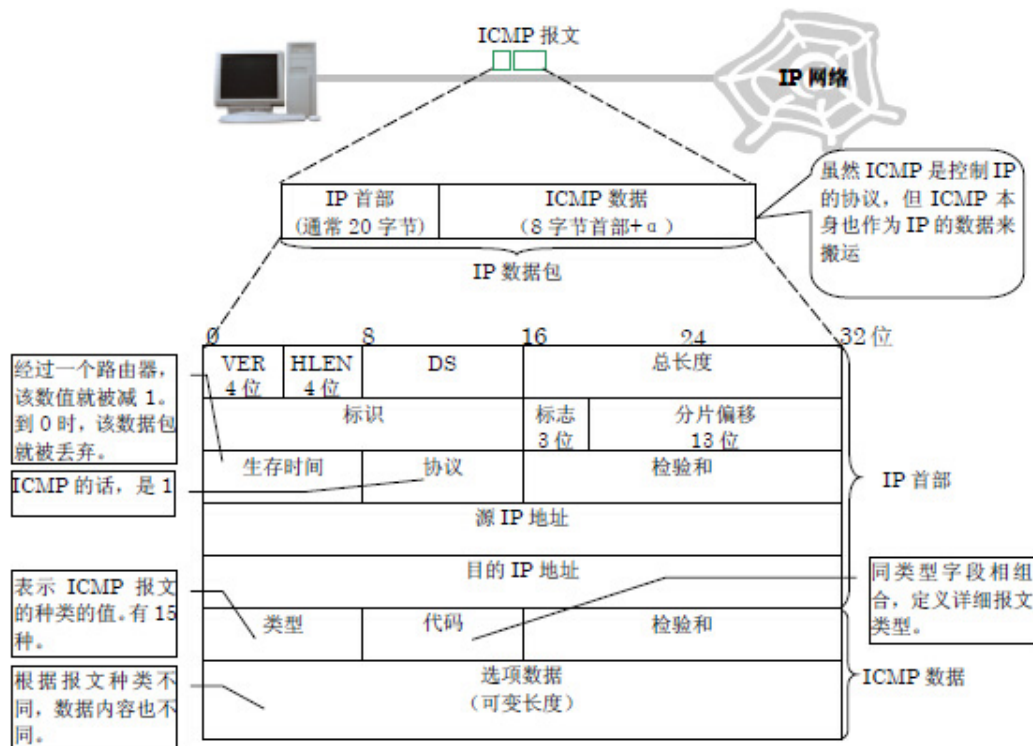 ICMP 报文
IP 网络
IP 首部
(通常 20 字节)
ICMP 数据
(8 字节首部+α)
虽然 ICMP 是控制 IP
的协议，但 ICMP 本
身也作为 IP 的数据来
搬运
IP 数据包
0 8 16 24 32 位
VER
4 位
HLEN
4 位
DS
总长度
标识
标志
3 位
分片偏移
13 位
生存时间
协议
检验和
源 IP 地址
目的 IP 地址
类型
代码
检验和
选项数据
(可变长度)
经过一个路由器，
该数值就被减 1。
到 0 时，该数据包
就被丢弃。
ICMP 的话，是 1
表示 ICMP 报文
的种类的值。有 15
种。
根据报文种类不
同，数据内容也不
同。
IP 首部
同类型字段相组
合，定义详细报文
类型。
ICMP 数据